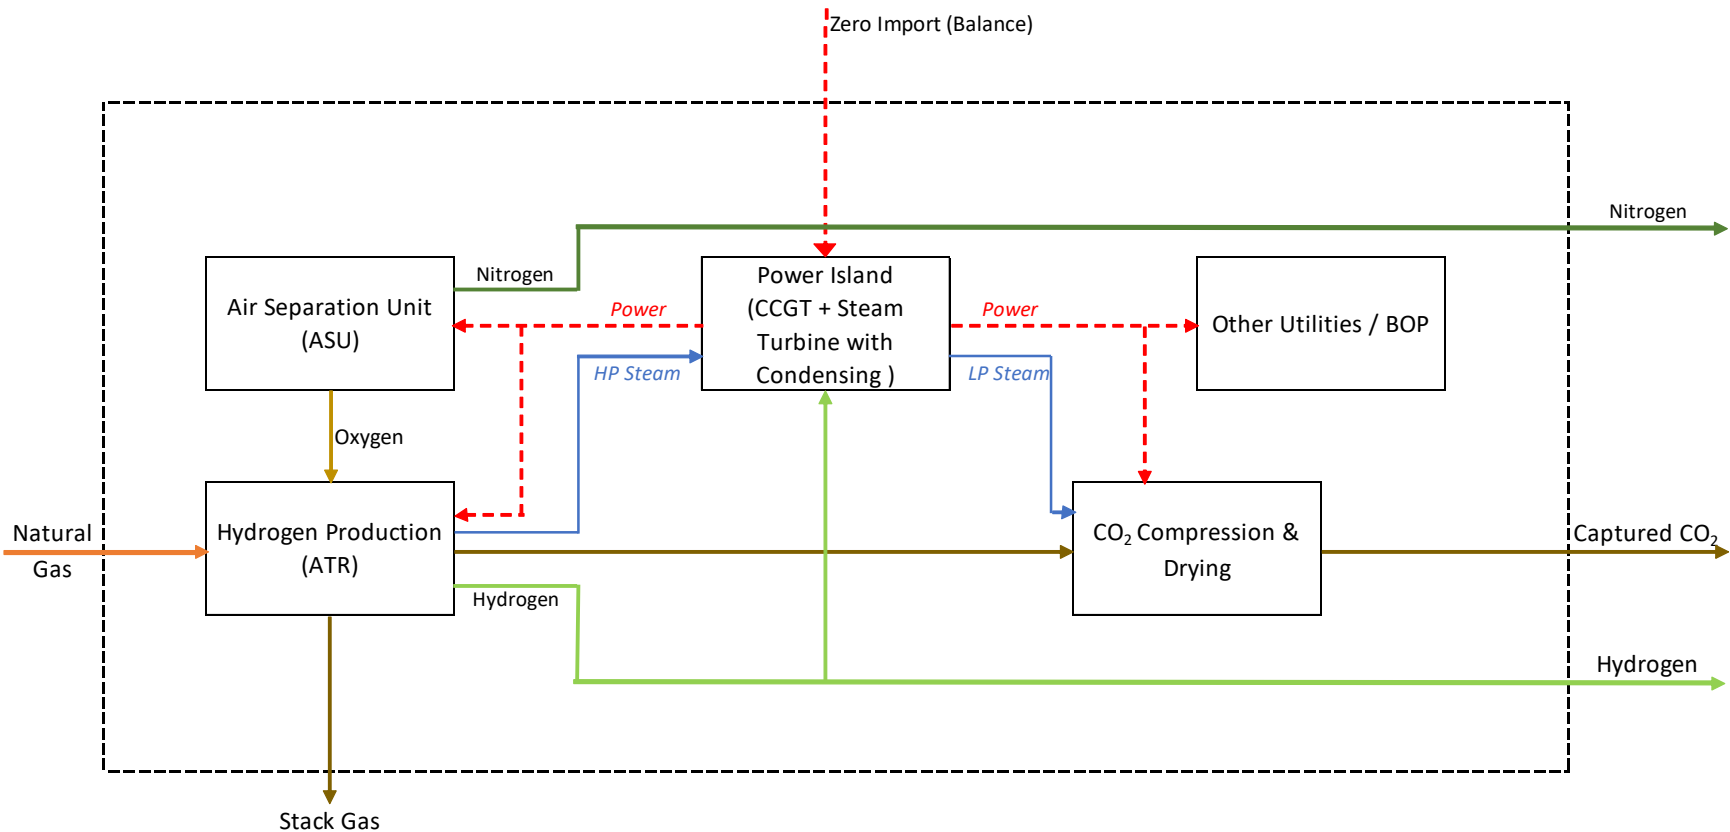 Zero Import (Balance)
Nitrogen
Air Separation Unit
(ASU)
Nitrogen
Power
HP Steam
Power Island
(CCGT + Steam
Turbine with
Condensing )
Power
LP Steam
Other Utilities / BOP
Oxygen
Natural
Gas
Hydrogen Production
(ATR)
Hydrogen
CO₂ Compression &
Drying
Captured CO₂
Hydrogen
Stack Gas